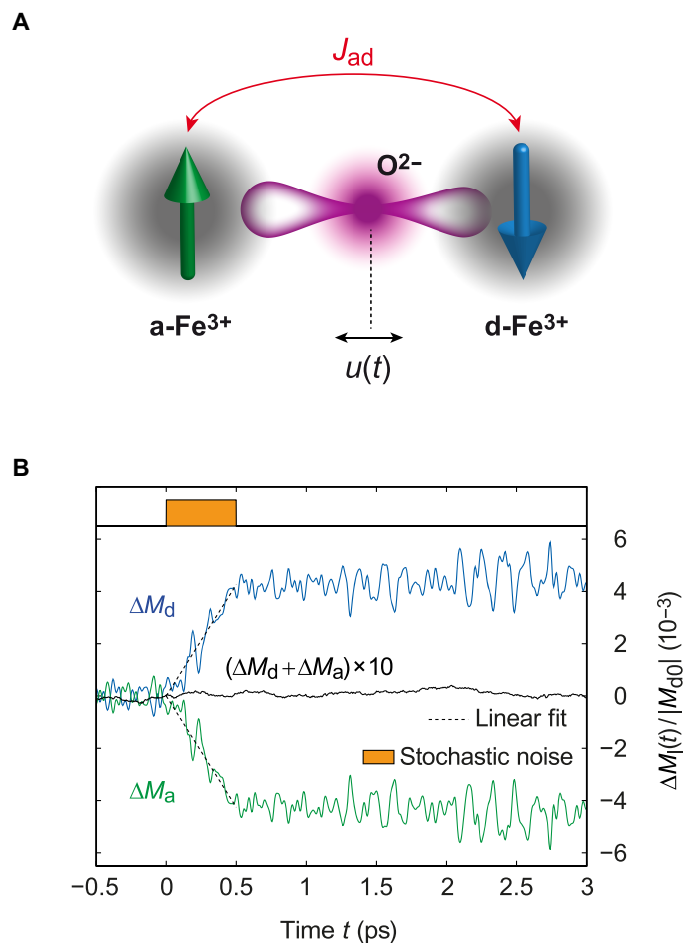 A
J_ad
O²⁻
a-Fe³⁺
d-Fe³⁺
u(t)
B
ΔM_d
(ΔM_d + ΔM_a) × 10
Linear fit
Stochastic noise
ΔM_a
6
4
2
0
−2
−4
−6
ΔM_l(t) / |M_d0| (10⁻³)
−0.5 0 0.5 1 1.5 2 2.5 3
Time t (ps)